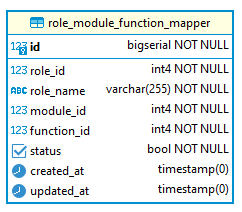 role_module_function_mapper
123 id bigserial NOT NULL
123 role_id int4 NOT NULL
ABC role_name varchar(255) NOT NULL
123 module_id int4 NOT NULL
123 function_id int4 NOT NULL
status bool NOT NULL
created_at timestamp(0)
updated_at timestamp(0)